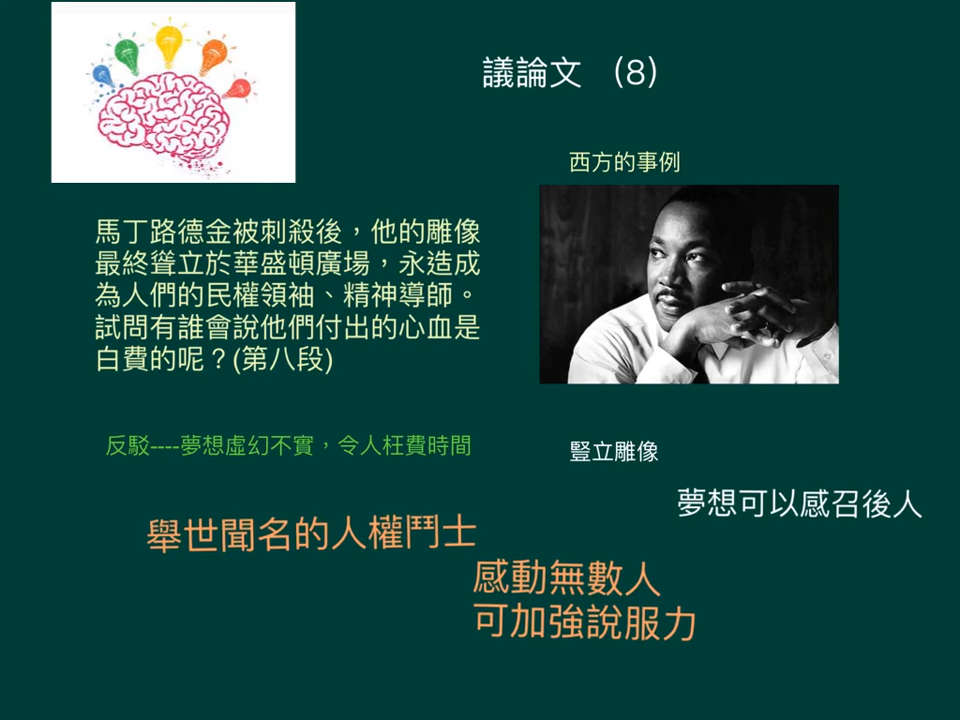 議論文 （8）
西方的事例
馬丁路德金被刺殺後，他的雕像
最終聳立於華盛頓廣場，永造成
為人們的民權領袖、精神導師。
試問有誰會說他們付出的心血是
白費的呢？(第八段)
反駁----夢想虛幻不實，令人枉費時間
豎立雕像
夢想可以感召後人
舉世聞名的人權鬥士
感動無數人
可加強說服力